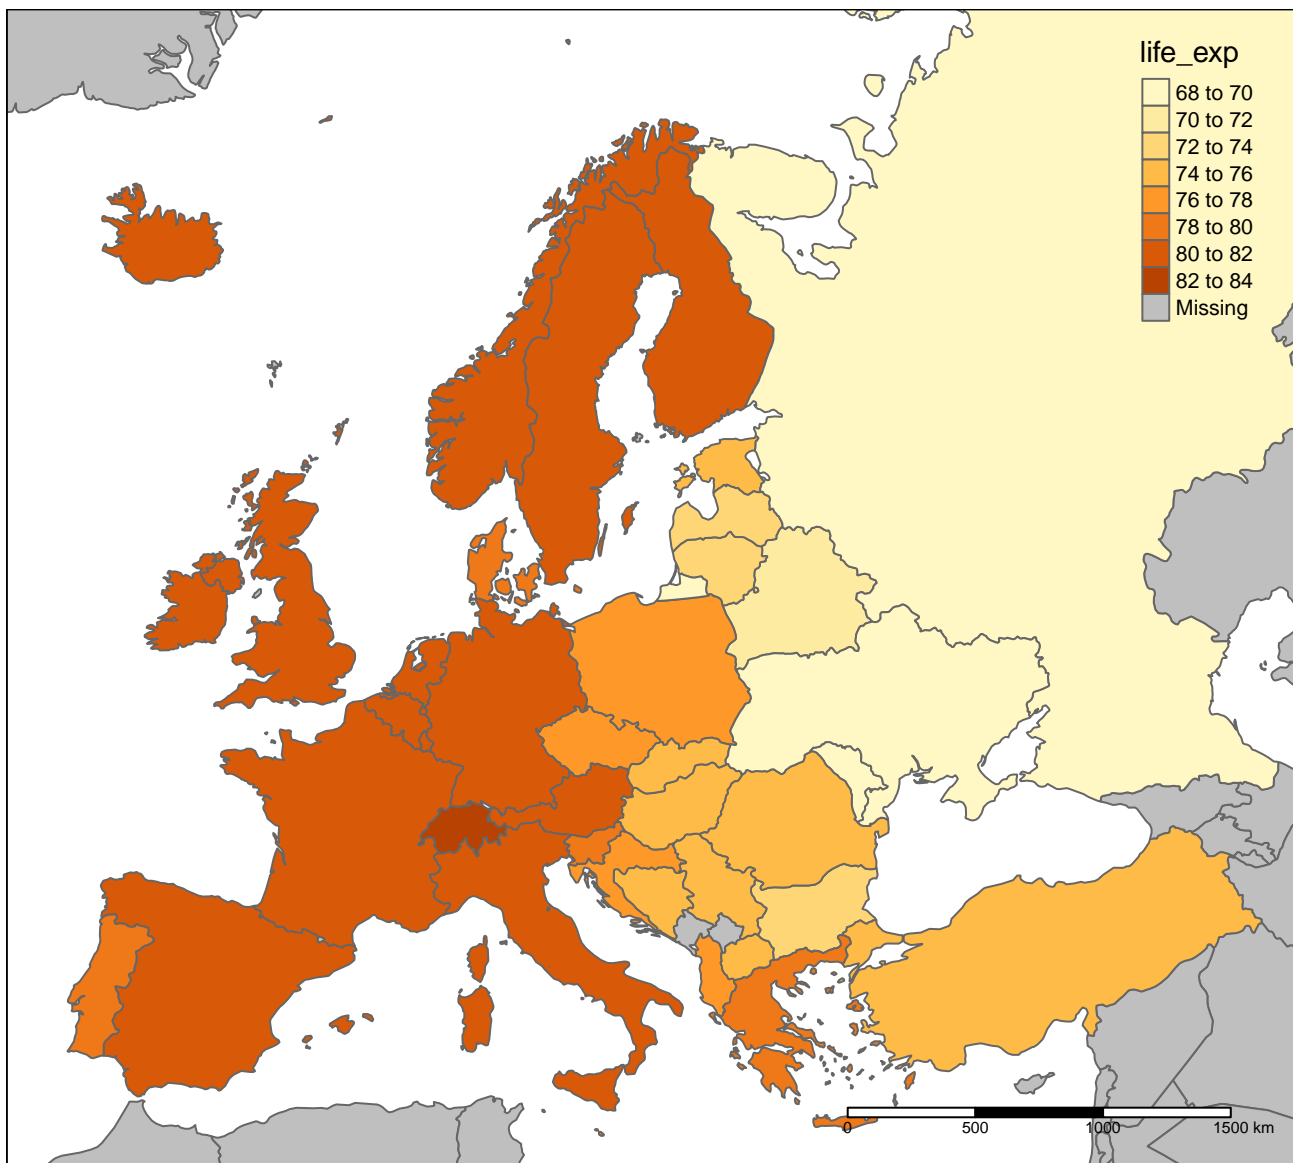 life_exp
68 to 70
70 to 72
72 to 74
74 to 76
76 to 78
78 to 80
80 to 82
82 to 84
Missing
0 500 1000 1500 km